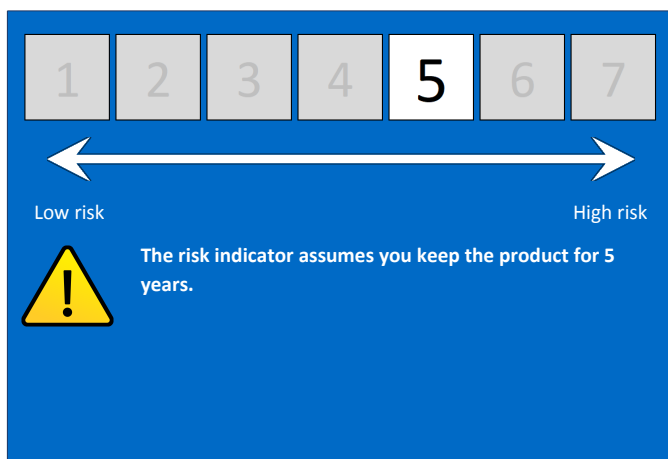 1 2 3 4 5 6 7
Low risk High risk
The risk indicator assumes you keep the product for 5
years.